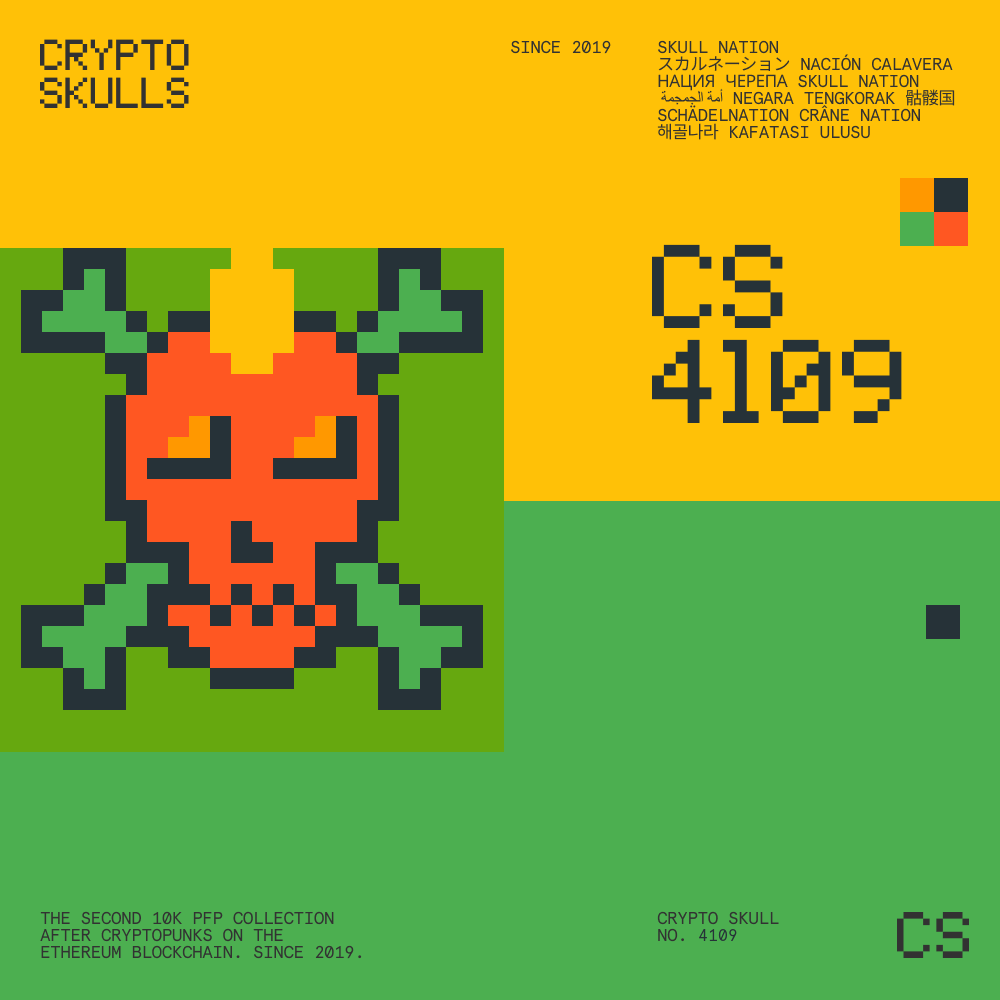 CRYPTO
SKULLS
SINCE 2019
SKULL NATION
スカルネーション NACIÓN CALAVERA
НАЦИЯ ЧЕРЕПА SKULL NATION
أمة الجمجمة NEGARA TENGKORAK 骷髅国
SCHÄDELNATION CRÂNE NATION
해골나라 KAFATASI ULUSU
CS
4109
THE SECOND 10K PFP COLLECTION
AFTER CRYPTOPUNKS ON THE
ETHEREUM BLOCKCHAIN. SINCE 2019.
CRYPTO SKULL
NO. 4109
CS